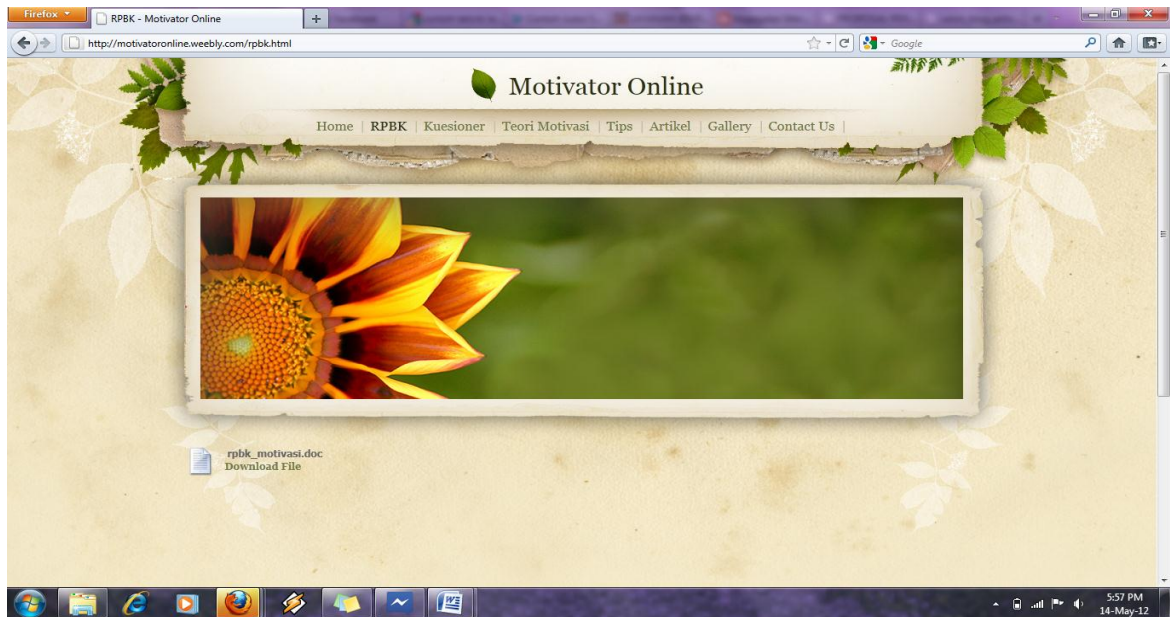 Firefox
RPBK - Motivator Online
http://motivatoronline.weebly.com/rpbk.html
Google
Motivator Online
Home | RPBK | Kuesioner | Teori Motivasi | Tips | Artikel | Gallery | Contact Us |
rpbk_motivasi.doc
Download File
5:57 PM
14-May-12